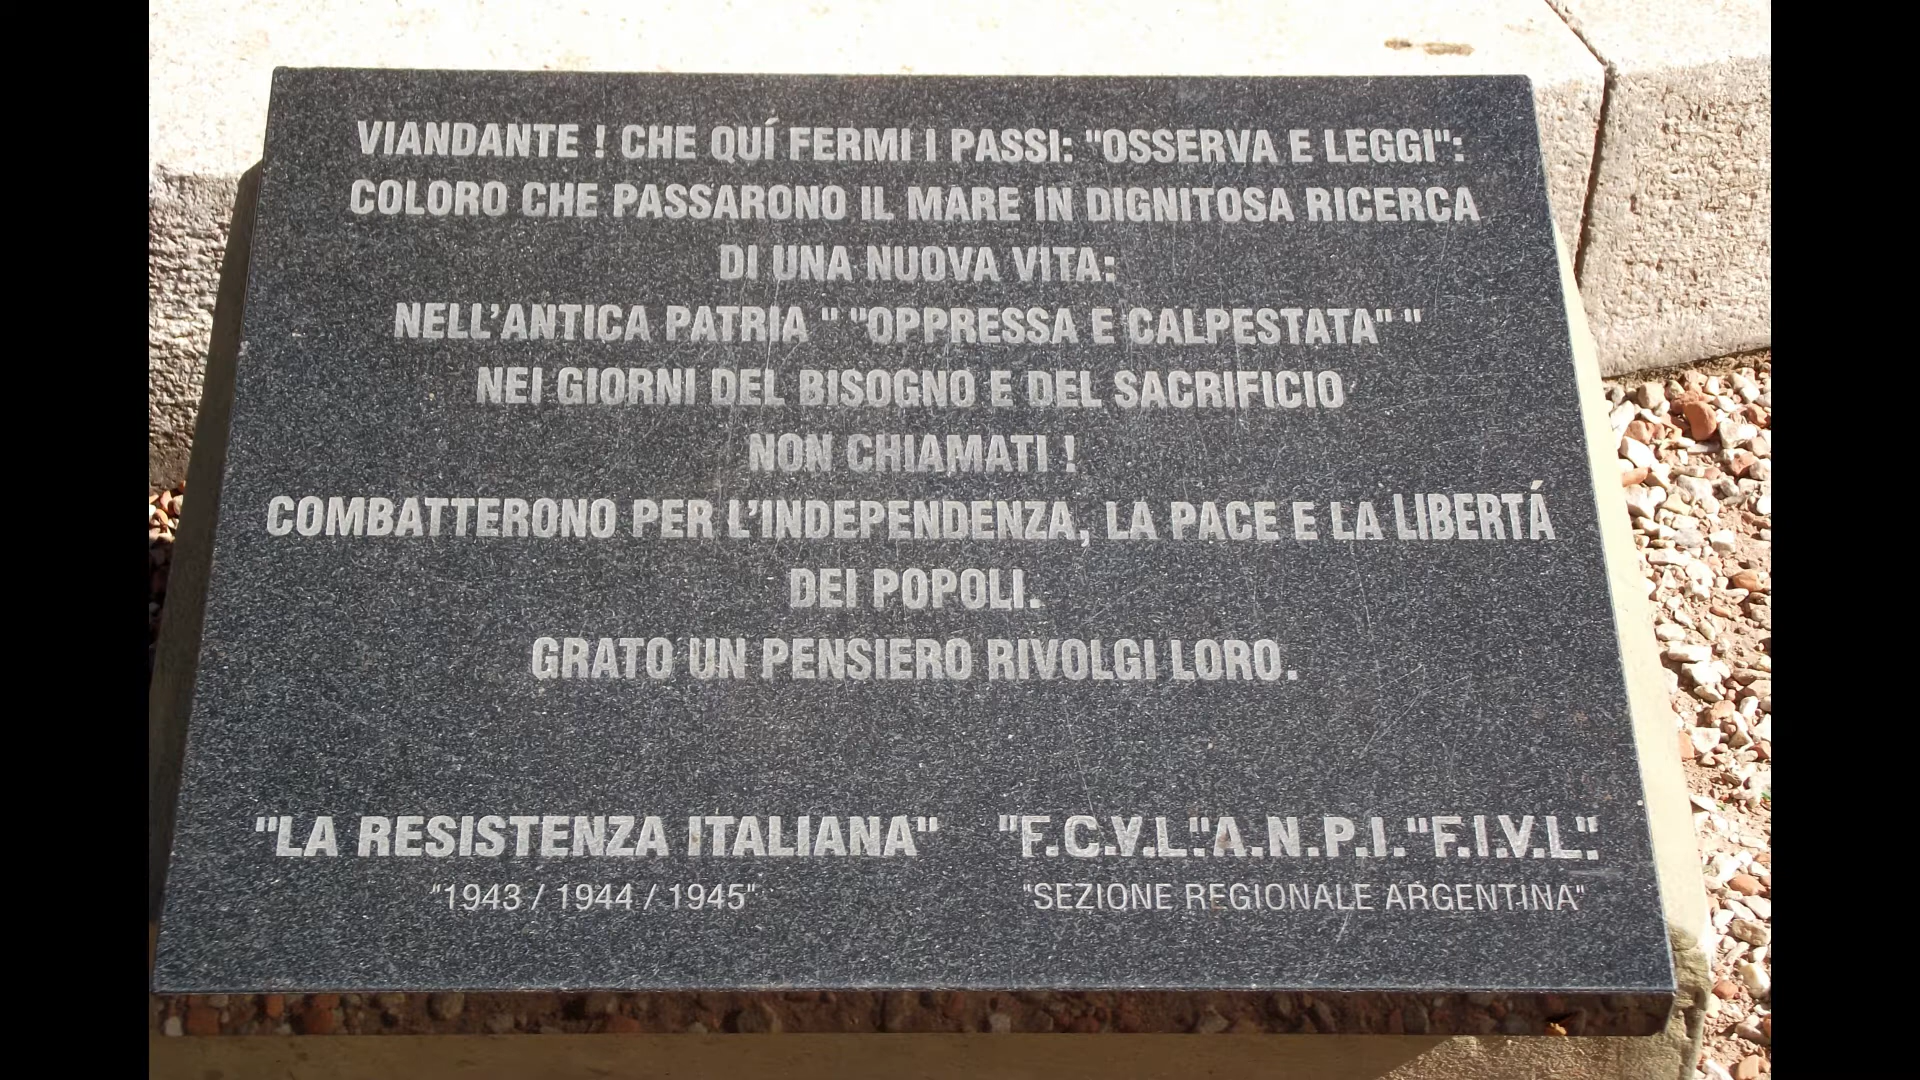 VIANDANTE ! CHE QUÍ FERMI I PASSI: "OSSERVA E LEGGI":
COLORO CHE PASSARONO IL MARE IN DIGNITOSA RICERCA
DI UNA NUOVA VITA:
NELL'ANTICA PATRIA " "OPPRESSA E CALPESTATA" "
NEI GIORNI DEL BISOGNO E DEL SACRIFICIO
NON CHIAMATI !
COMBATTERONO PER L'INDEPENDENZA, LA PACE E LA LIBERTÁ
DEI POPOLI.
GRATO UN PENSIERO RIVOLGI LORO.
"LA RESISTENZA ITALIANA" "F.C.V.L."A.N.P.I."F.I.V.L".
"1943 / 1944 / 1945" "SEZIONE REGIONALE ARGENTINA"